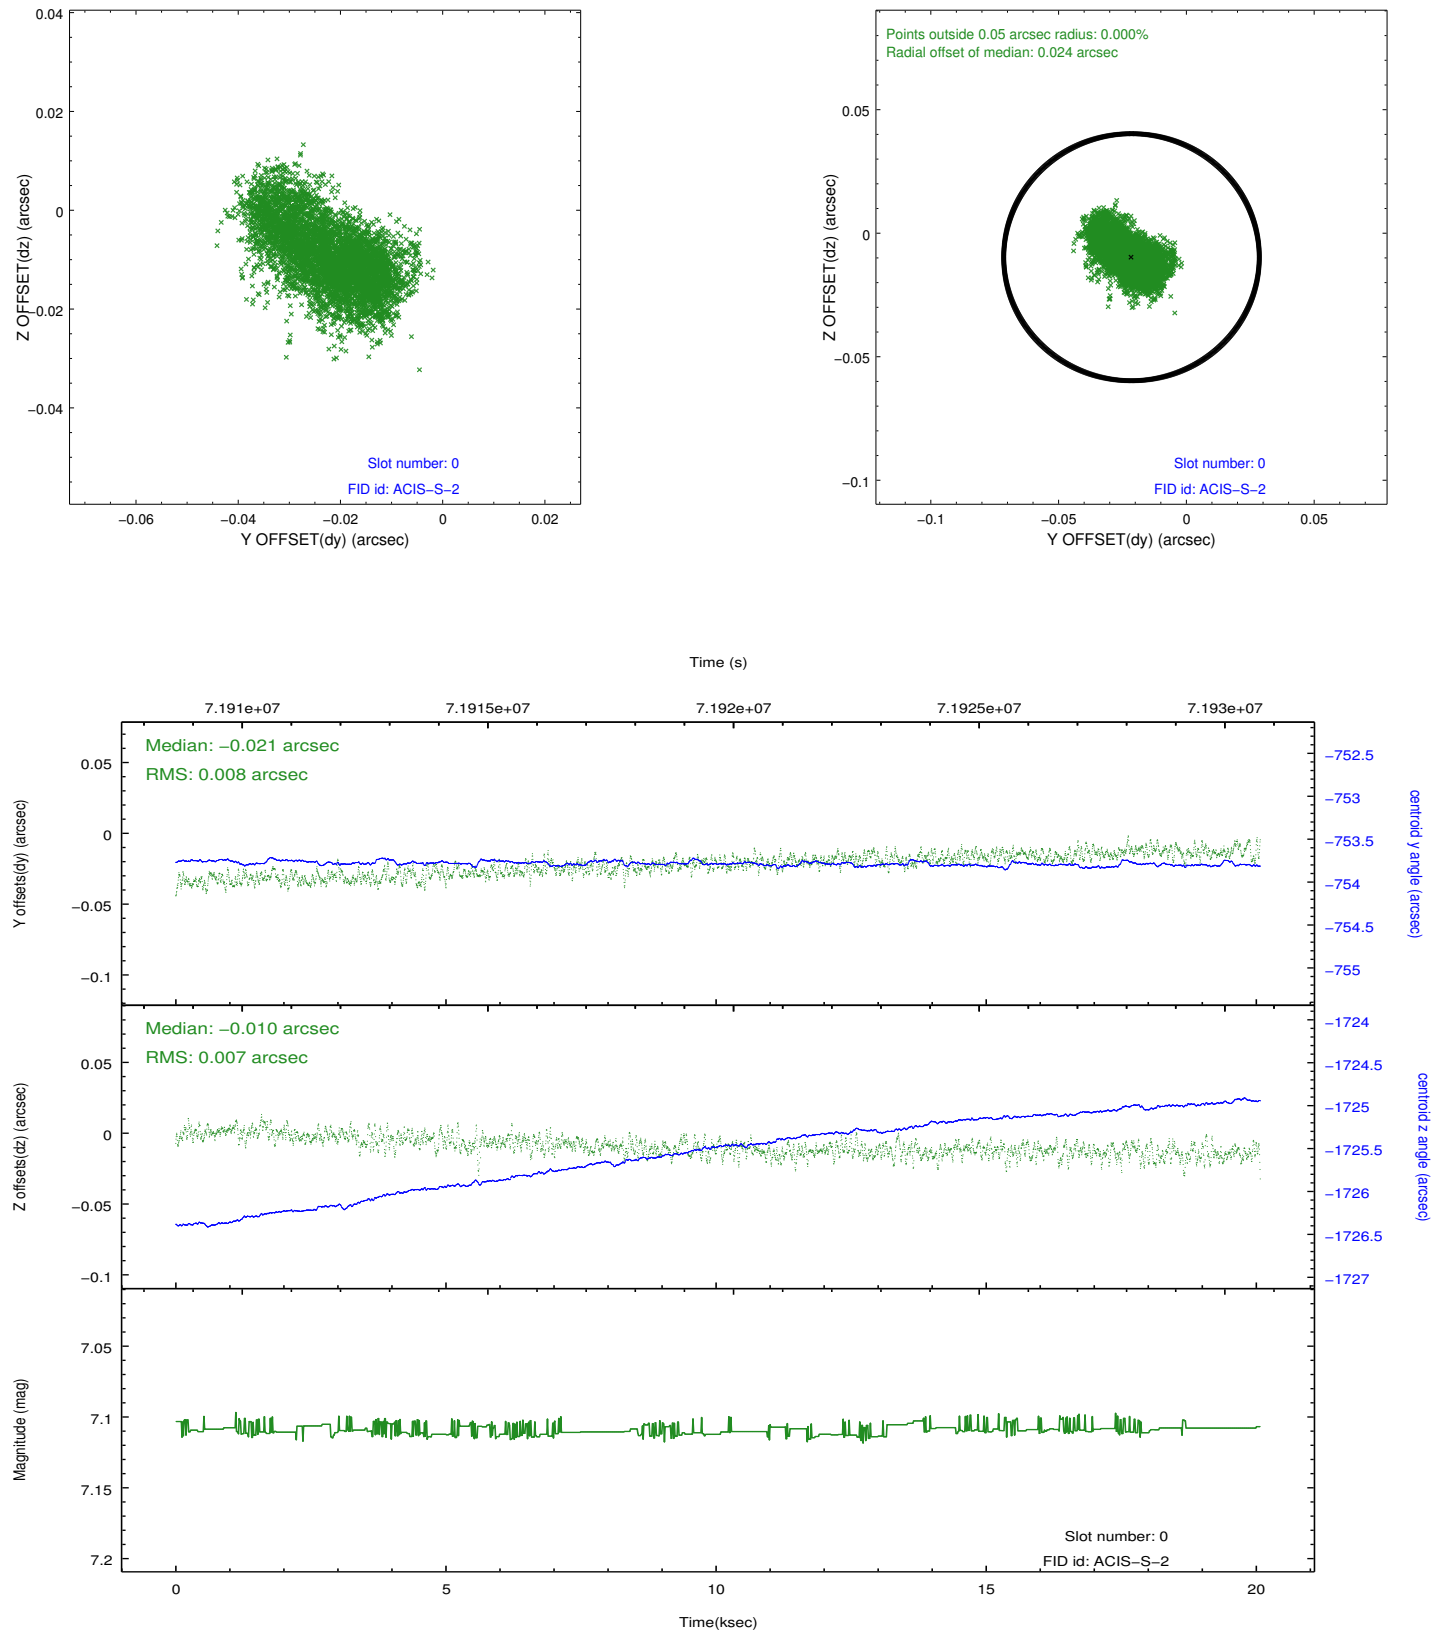 0.04
0.02
0
−0.02
−0.04
Z OFFSET(dz) (arcsec)
Slot number: 0
FID id: ACIS−S−2
−0.06
−0.04
−0.02
0
0.02
Y OFFSET(dy) (arcsec)
Points outside 0.05 arcsec radius: 0.000%
Radial offset of median: 0.024 arcsec
0.05
0
−0.05
−0.1
Z OFFSET(dz) (arcsec)
Slot number: 0
FID id: ACIS−S−2
−0.1
−0.05
0
0.05
Y OFFSET(dy) (arcsec)
Time (s)
7.191e+07
7.1915e+07
7.192e+07
7.1925e+07
7.193e+07
Median: −0.021 arcsec
RMS: 0.008 arcsec
0.05
0
−0.05
−0.1
Y offsets(dy) (arcsec)
−752.5
−753
−753.5
−754
−754.5
−755
centroid y angle (arcsec)
Median: −0.010 arcsec
RMS: 0.007 arcsec
0.05
0
−0.05
−0.1
Z offsets(dz) (arcsec)
−1724
−1724.5
−1725
−1725.5
−1726
−1726.5
−1727
centroid z angle (arcsec)
7.05
7.1
7.15
7.2
Magnitude (mag)
Slot number: 0
FID id: ACIS−S−2
0
5
10
15
20
Time(ksec)